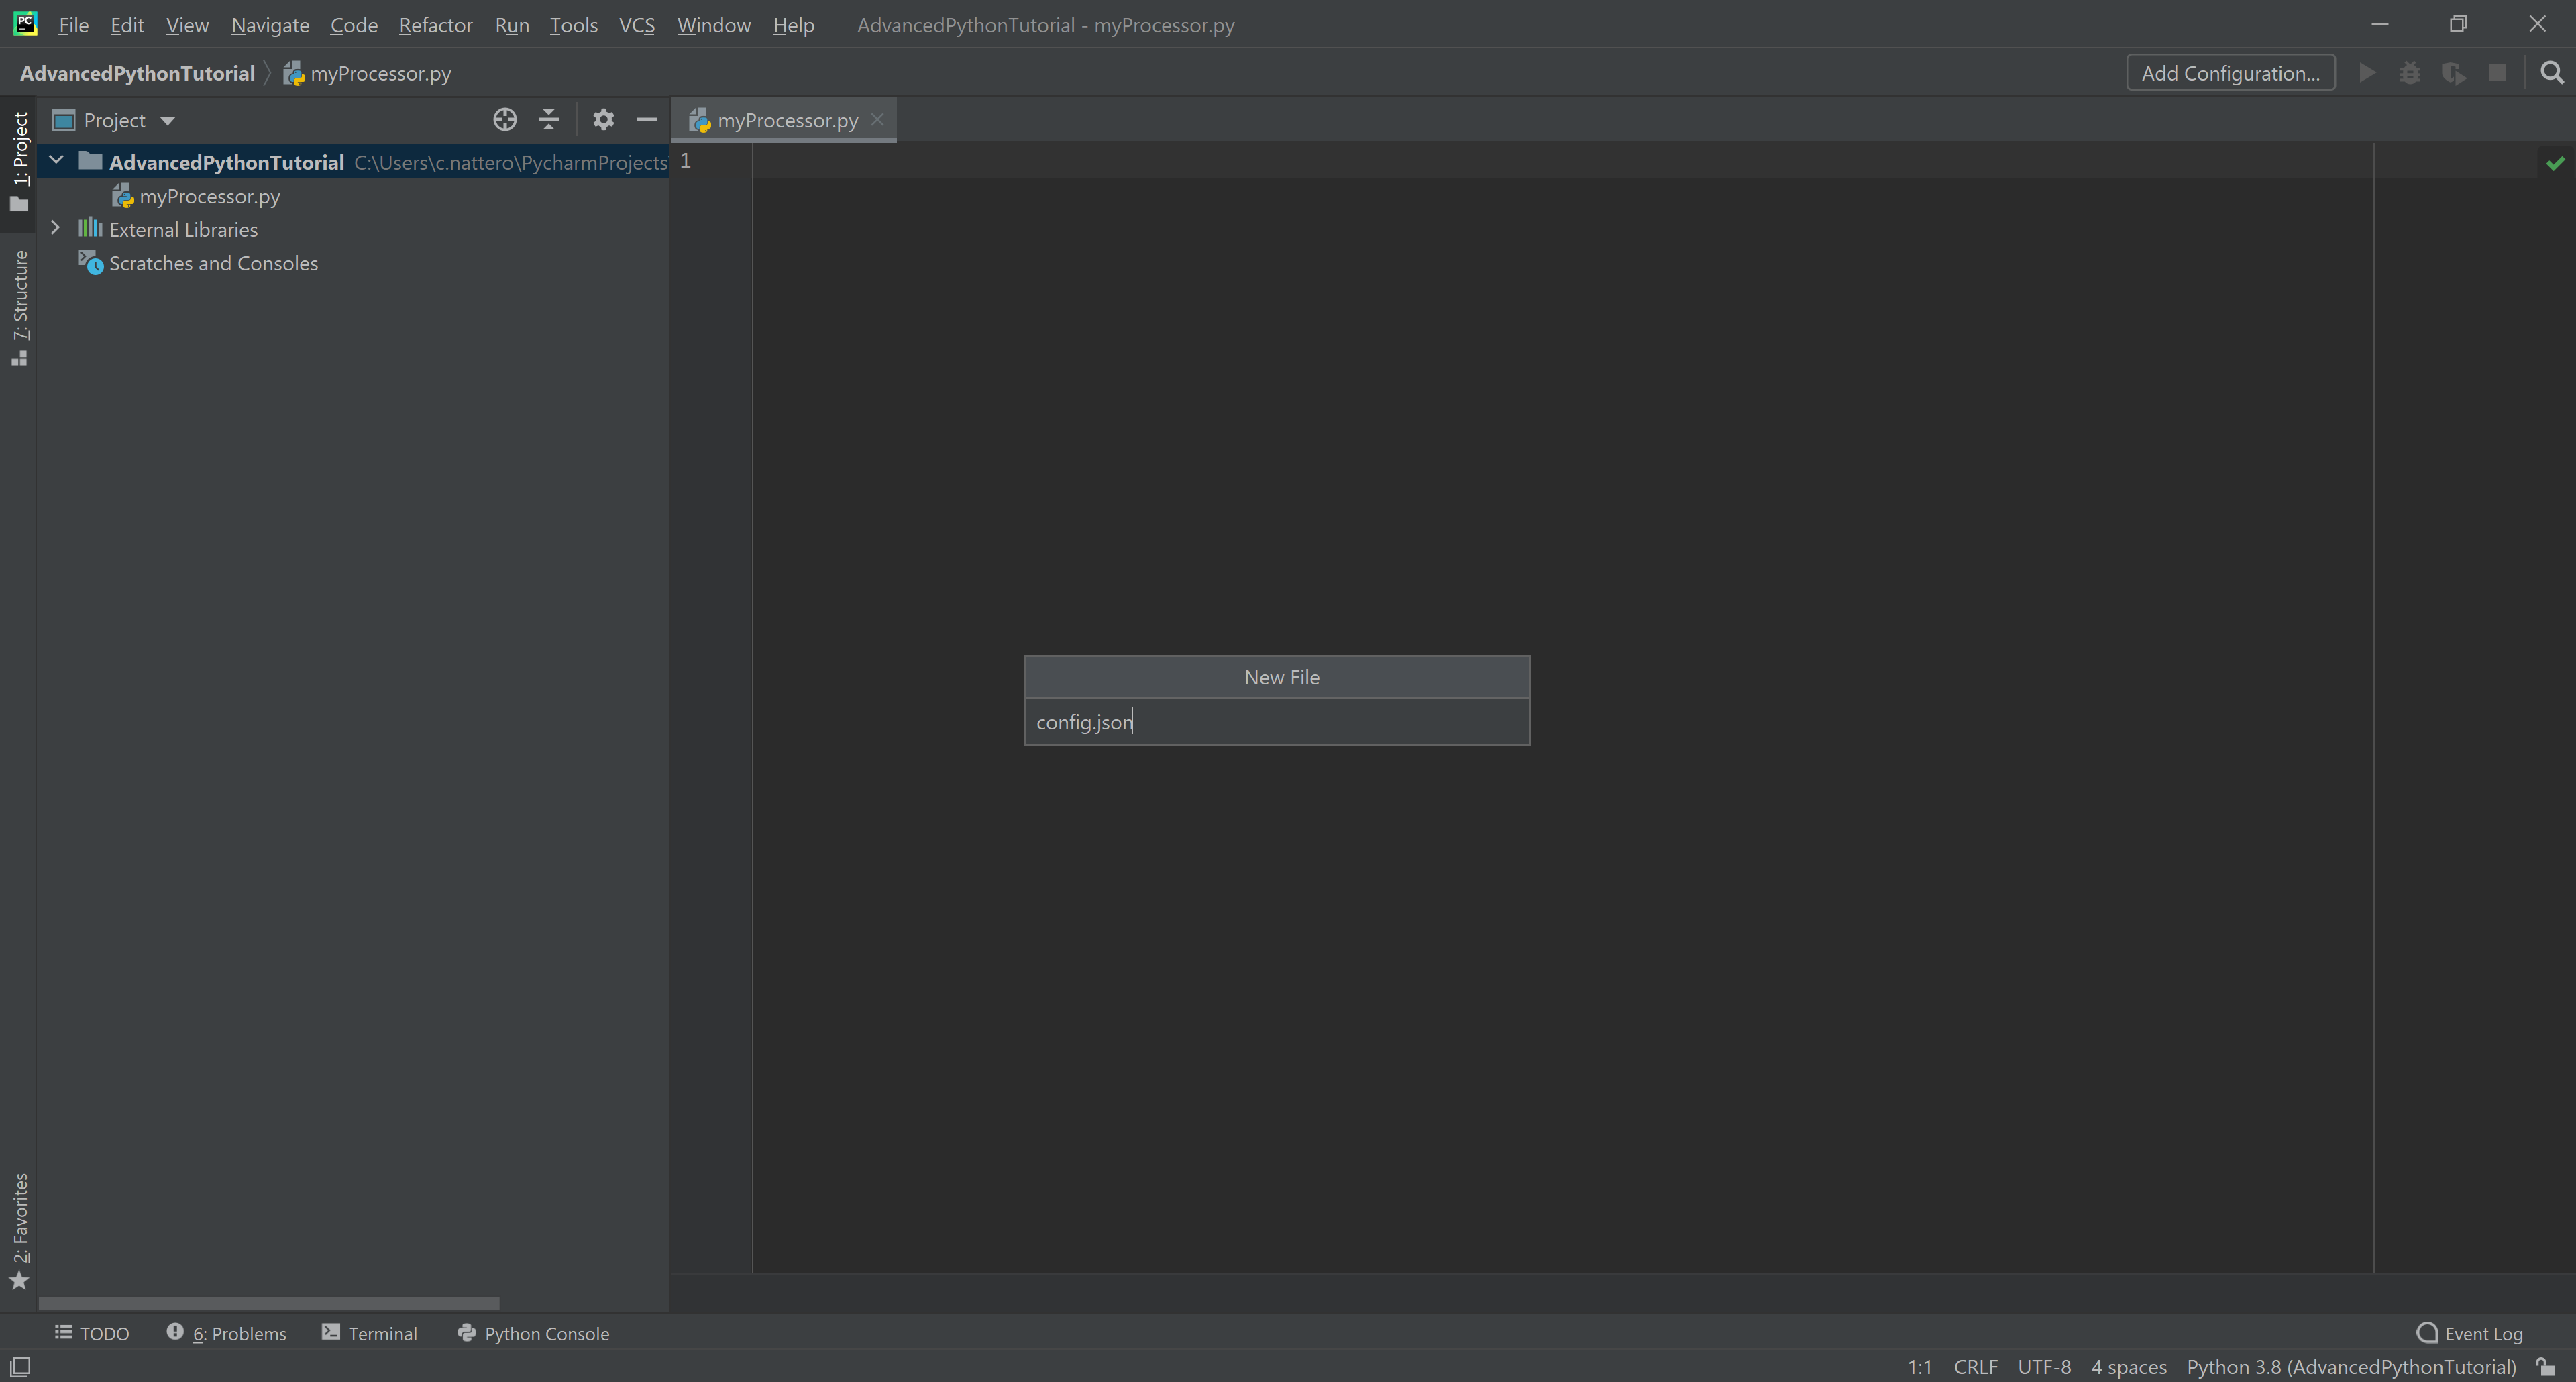 PC File Edit View Navigate Code Refactor Run Tools VCS Window Help AdvancedPythonTutorial - myProcessor.py
AdvancedPythonTutorial myProcessor.py Add Configuration...
1: Project
Project
myProcessor.py
AdvancedPythonTutorial C:\Users\c.nattero\PycharmProjects
1
myProcessor.py
External Libraries
Scratches and Consoles
7: Structure
New File
config.json
2: Favorites
TODO 6: Problems Terminal Python Console Event Log
1:1 CRLF UTF-8 4 spaces Python 3.8 (AdvancedPythonTutorial)